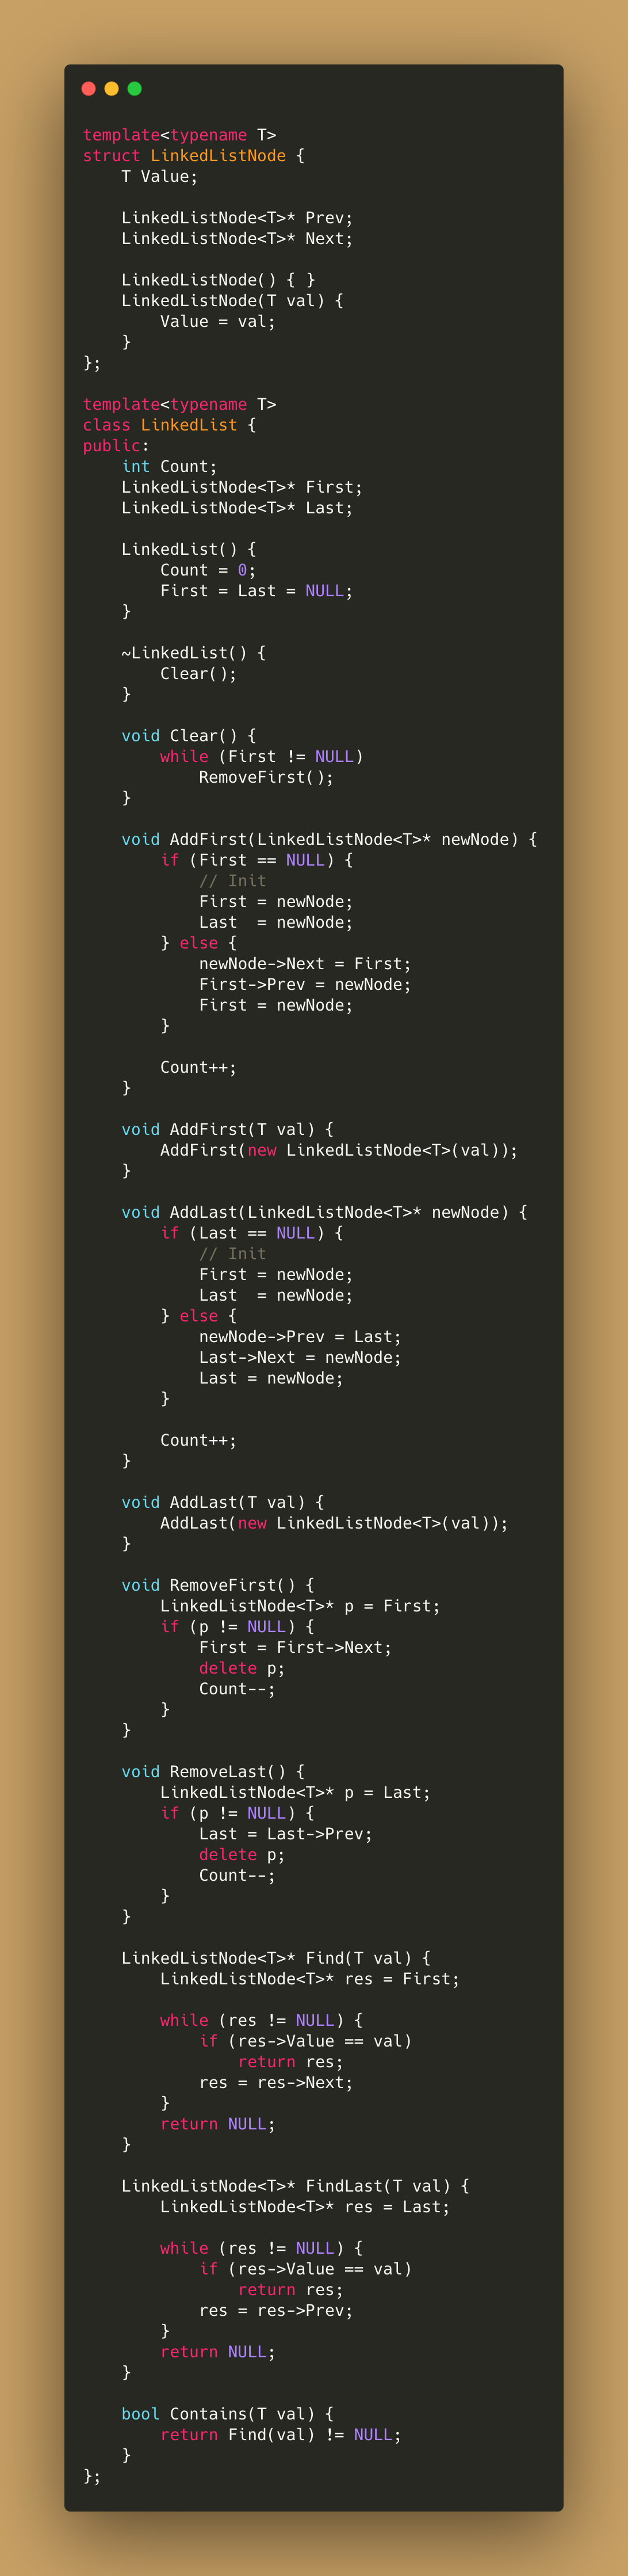 template<typename T>
struct LinkedListNode {
    T Value;

    LinkedListNode<T>* Prev;
    LinkedListNode<T>* Next;

    LinkedListNode() { }
    LinkedListNode(T val) {
        Value = val;
    }
};

template<typename T>
class LinkedList {
public:
    int Count;
    LinkedListNode<T>* First;
    LinkedListNode<T>* Last;

    LinkedList() {
        Count = 0;
        First = Last = NULL;
    }

    ~LinkedList() {
        Clear();
    }

    void Clear() {
        while (First != NULL)
            RemoveFirst();
    }

    void AddFirst(LinkedListNode<T>* newNode) {
        if (First == NULL) {
            // Init
            First = newNode;
            Last  = newNode;
        } else {
            newNode->Next = First;
            First->Prev = newNode;
            First = newNode;
        }

        Count++;
    }

    void AddFirst(T val) {
        AddFirst(new LinkedListNode<T>(val));
    }

    void AddLast(LinkedListNode<T>* newNode) {
        if (Last == NULL) {
            // Init
            First = newNode;
            Last  = newNode;
        } else {
            newNode->Prev = Last;
            Last->Next = newNode;
            Last = newNode;
        }

        Count++;
    }

    void AddLast(T val) {
        AddLast(new LinkedListNode<T>(val));
    }

    void RemoveFirst() {
        LinkedListNode<T>* p = First;
        if (p != NULL) {
            First = First->Next;
            delete p;
            Count--;
        }
    }

    void RemoveLast() {
        LinkedListNode<T>* p = Last;
        if (p != NULL) {
            Last = Last->Prev;
            delete p;
            Count--;
        }
    }

    LinkedListNode<T>* Find(T val) {
        LinkedListNode<T>* res = First;

        while (res != NULL) {
            if (res->Value == val)
                return res;
            res = res->Next;
        }
        return NULL;
    }

    LinkedListNode<T>* FindLast(T val) {
        LinkedListNode<T>* res = Last;

        while (res != NULL) {
            if (res->Value == val)
                return res;
            res = res->Prev;
        }
        return NULL;
    }

    bool Contains(T val) {
        return Find(val) != NULL;
    }
};